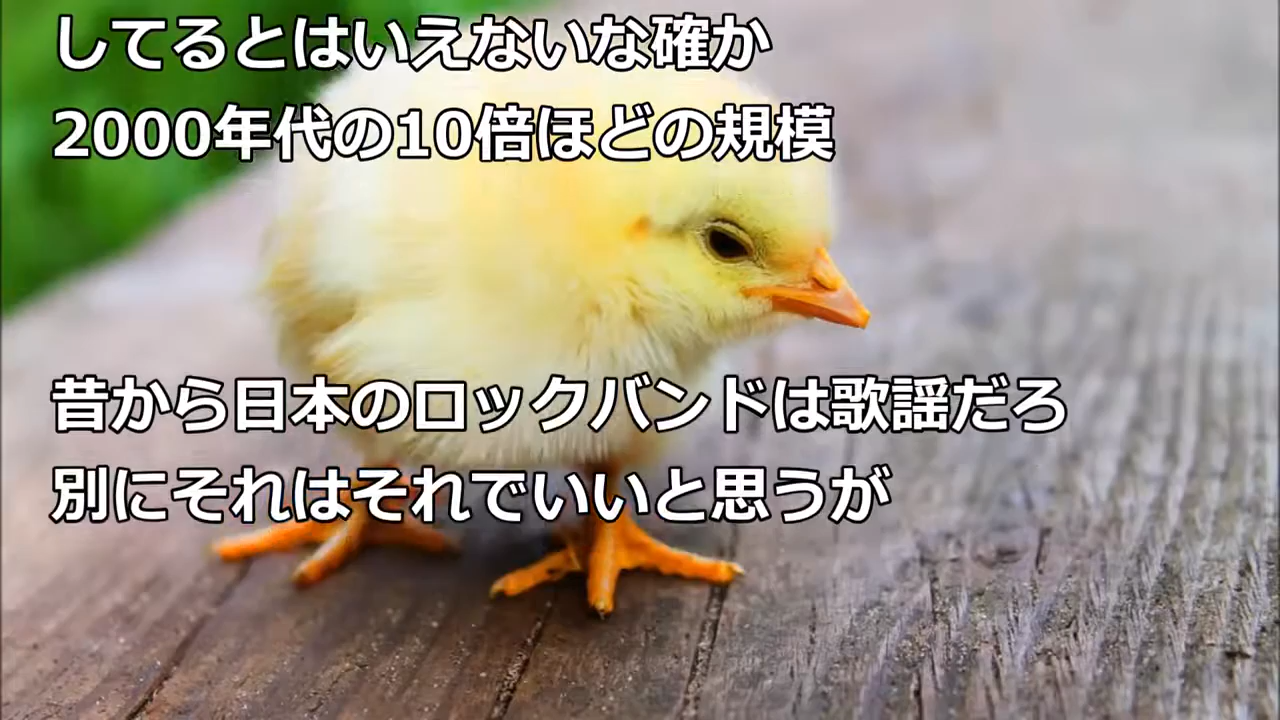 してるとはいえないな確か
2000年代の10倍ほどの規模
昔から日本のロックバンドは歌謡だろ
別にそれはそれでいいと思うが